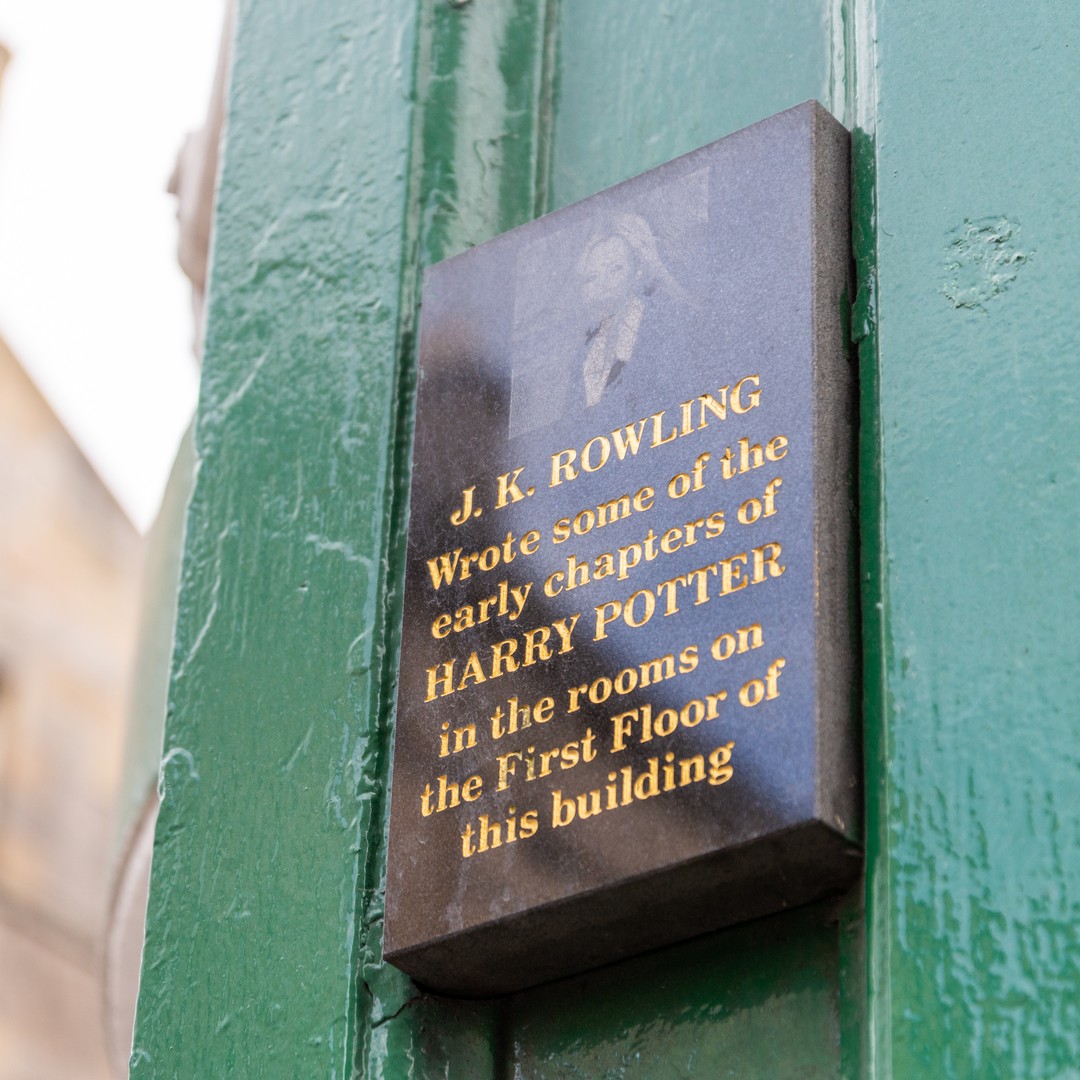 J. K. ROWLING
Wrote some of the
early chapters of
HARRY POTTER
in the rooms on
the First Floor of
this building